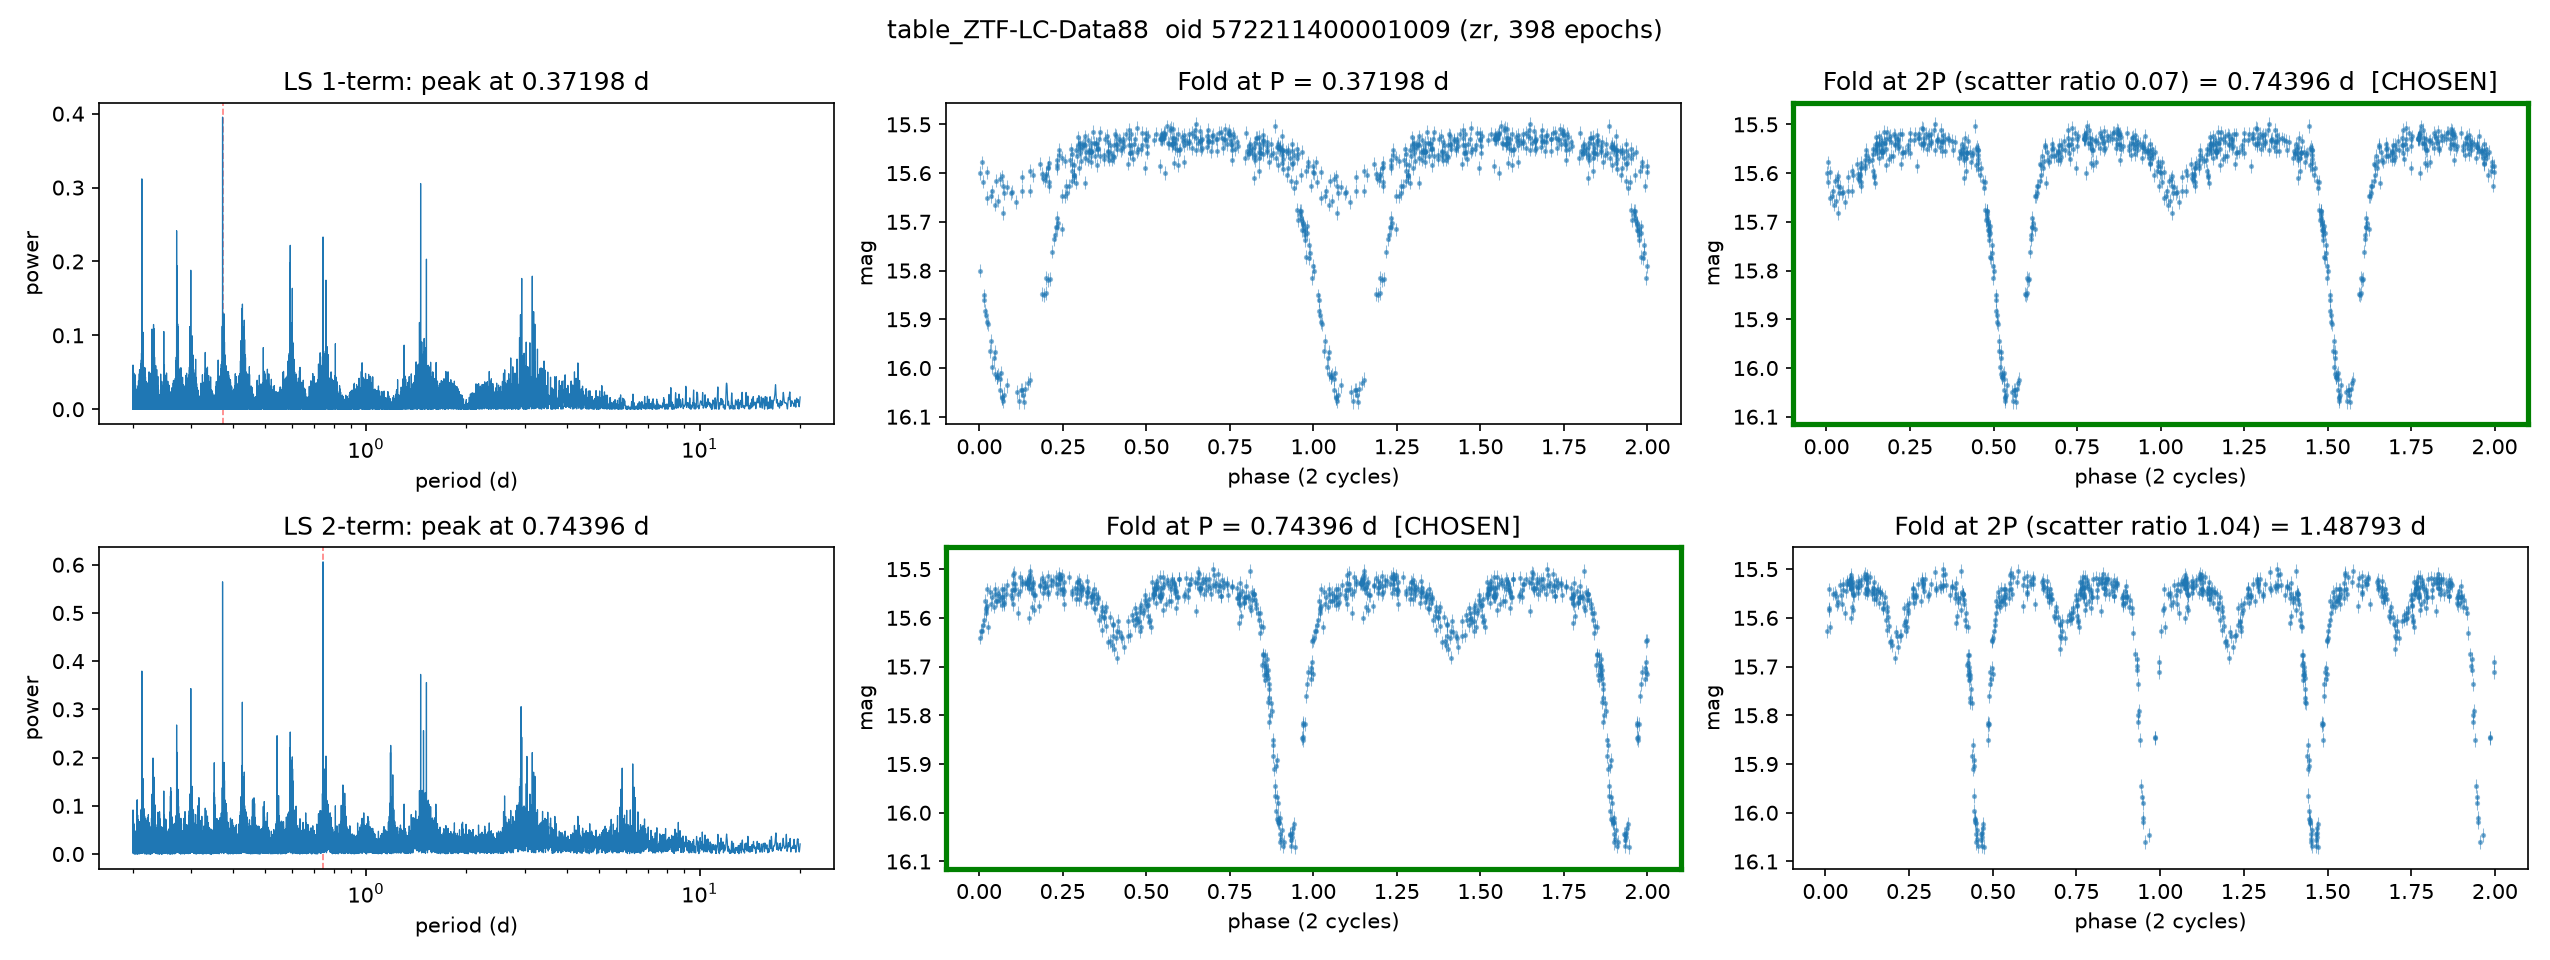 table_ZTF-LC-Data88  oid 572211400001009 (zr, 398 epochs)
LS 1-term: peak at 0.37198 d
0.4
0.3
0.2
0.1
0.0
power
10⁰
10¹
period (d)
Fold at P = 0.37198 d
15.5
15.6
15.7
15.8
15.9
16.0
16.1
mag
0.00 0.25 0.50 0.75 1.00 1.25 1.50 1.75 2.00
phase (2 cycles)
Fold at 2P (scatter ratio 0.07) = 0.74396 d  [CHOSEN]
15.5
15.6
15.7
15.8
15.9
16.0
16.1
mag
0.00 0.25 0.50 0.75 1.00 1.25 1.50 1.75 2.00
phase (2 cycles)
LS 2-term: peak at 0.74396 d
0.6
0.5
0.4
0.3
0.2
0.1
0.0
power
10⁰
10¹
period (d)
Fold at P = 0.74396 d  [CHOSEN]
15.5
15.6
15.7
15.8
15.9
16.0
16.1
mag
0.00 0.25 0.50 0.75 1.00 1.25 1.50 1.75 2.00
phase (2 cycles)
Fold at 2P (scatter ratio 1.04) = 1.48793 d
15.5
15.6
15.7
15.8
15.9
16.0
16.1
mag
0.00 0.25 0.50 0.75 1.00 1.25 1.50 1.75 2.00
phase (2 cycles)